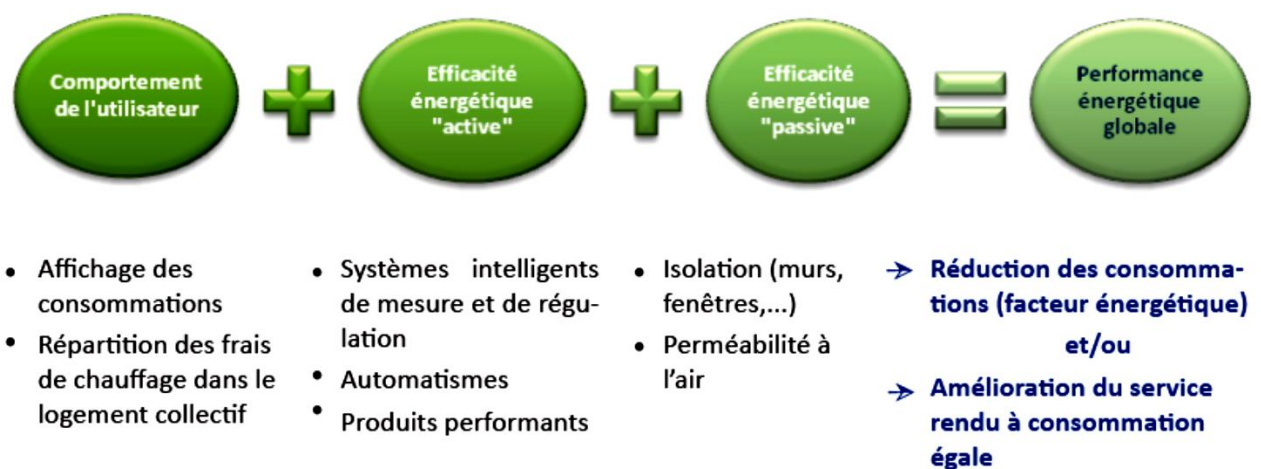 Comportement
de l'utilisateur
Efficacité
énergétique
"active"
Efficacité
énergétique
"passive"
Performance
énergétique
globale
• Affichage des
consommations
• Répartition des frais
de chauffage dans le
logement collectif
• Systèmes intelligents
de mesure et de régu-
lation
• Automatismes
• Produits performants
• Isolation (murs,
fenêtres,...)
• Perméabilité à
l'air
→ Réduction des consomma-
tions (facteur énergétique)
et/ou
→ Amélioration du service
rendu à consommation
égale